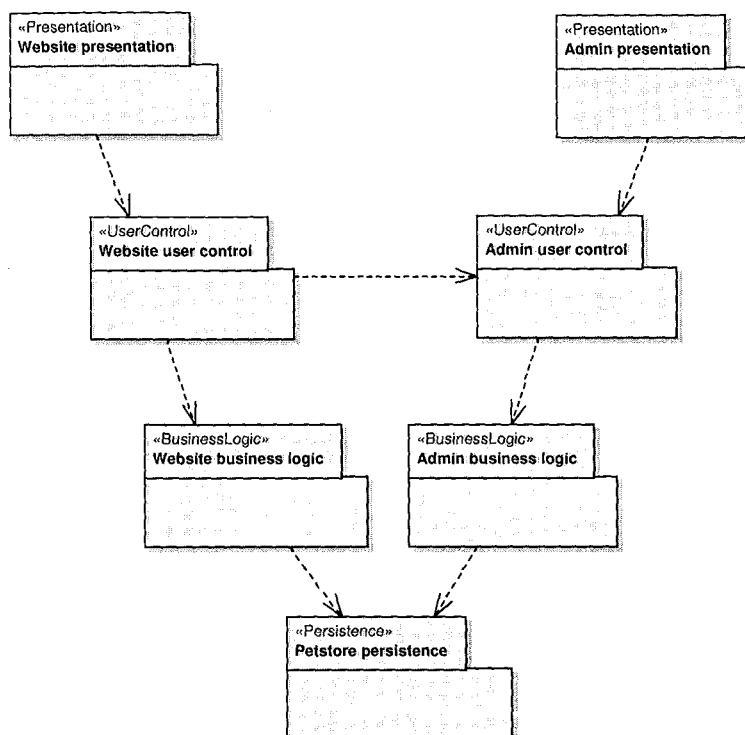 «Presentation»
Website presentation
«Presentation»
Admin presentation
«UserControl»
Website user control
«UserControl»
Admin user control
«BusinessLogic»
Website business logic
«BusinessLogic»
Admin business logic
«Persistence»
Petstore persistence